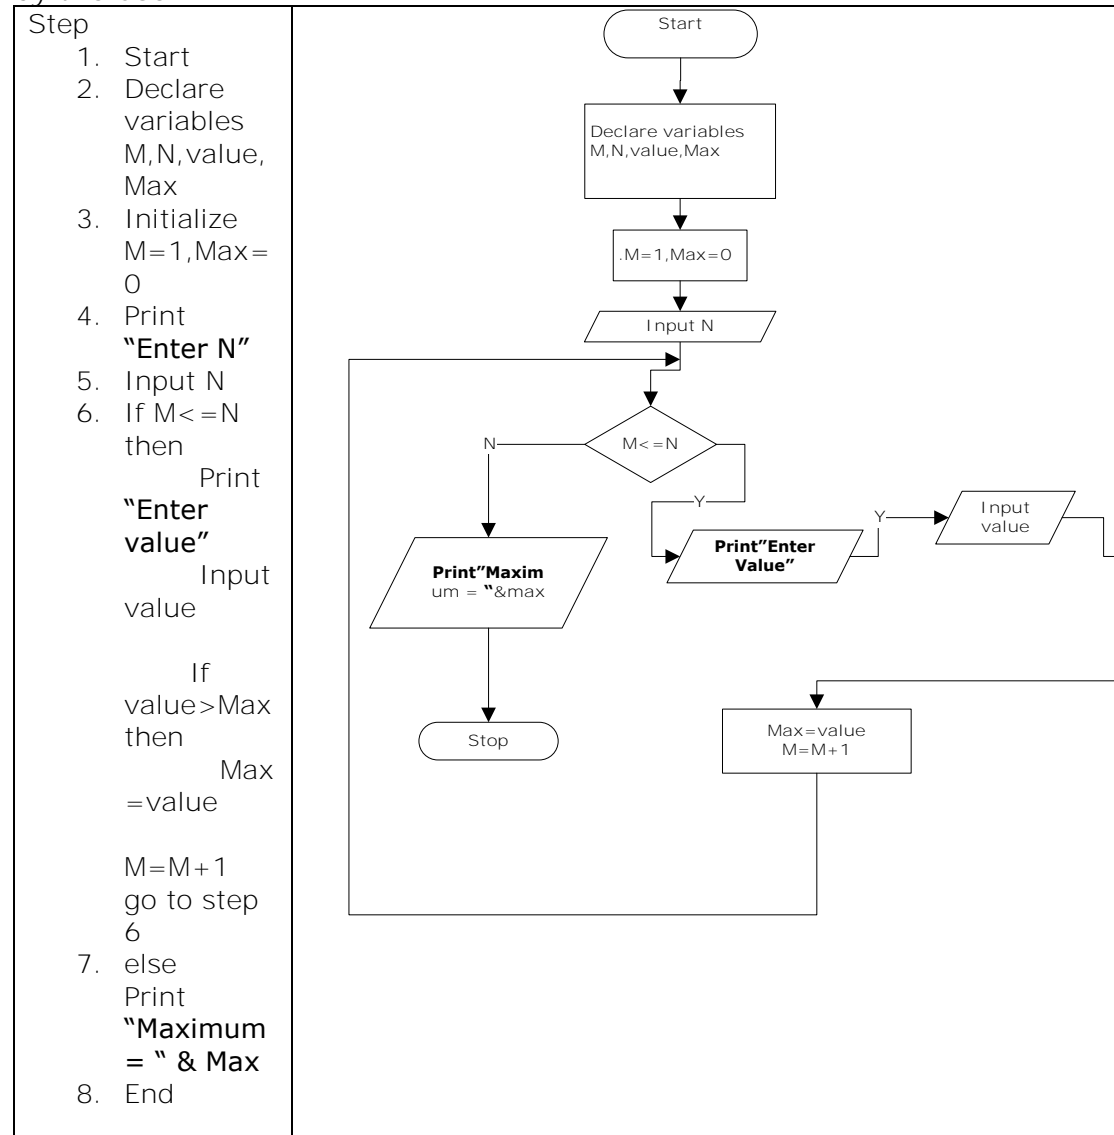 Step
1. Start
2. Declare
variables
M,N,value,
Max
3. Initialize
M=1,Max=
0
4. Print
“Enter N”
5. Input N
6. If M<=N
then
Print
“Enter
value”
Input
value
If
value>Max
then
Max
=value
M=M+1
go to step
6
7. else
Print
“Maximum
= “ & Max
8. End
Start
Declare variables
M,N,value,Max
.M=1,Max=0
Input N
M<=N
N
Y
Print”Enter
Value”
Y
Input
value
Print”Maxim
um = “&max
Stop
Max=value
M=M+1